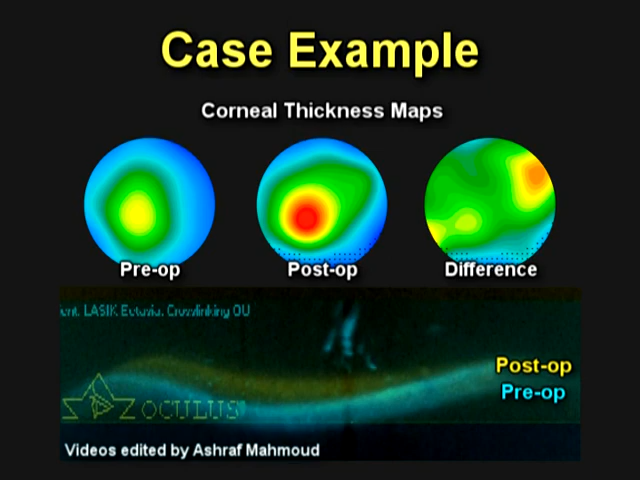 Case Example
Corneal Thickness Maps
Pre-op Post-op Difference
LASIK Ectasia. Crosslinking OU
Post-op
Pre-op
OCULUS
Videos edited by Ashraf Mahmoud